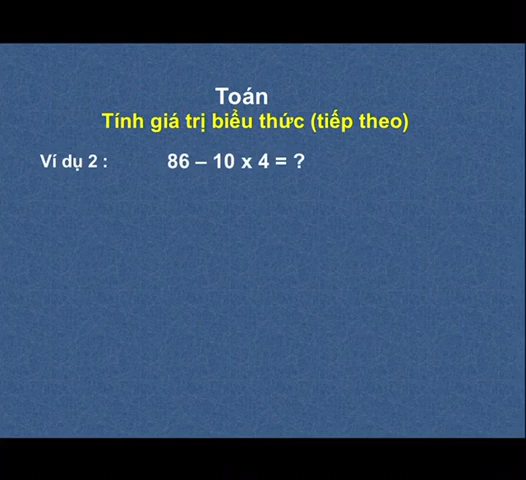 Toán
Tính giá trị biểu thức (tiếp theo)
Ví dụ 2 : 86 – 10 x 4 = ?